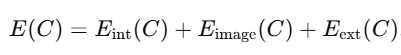 E(C) = E_int(C) + E_image(C) + E_ext(C)